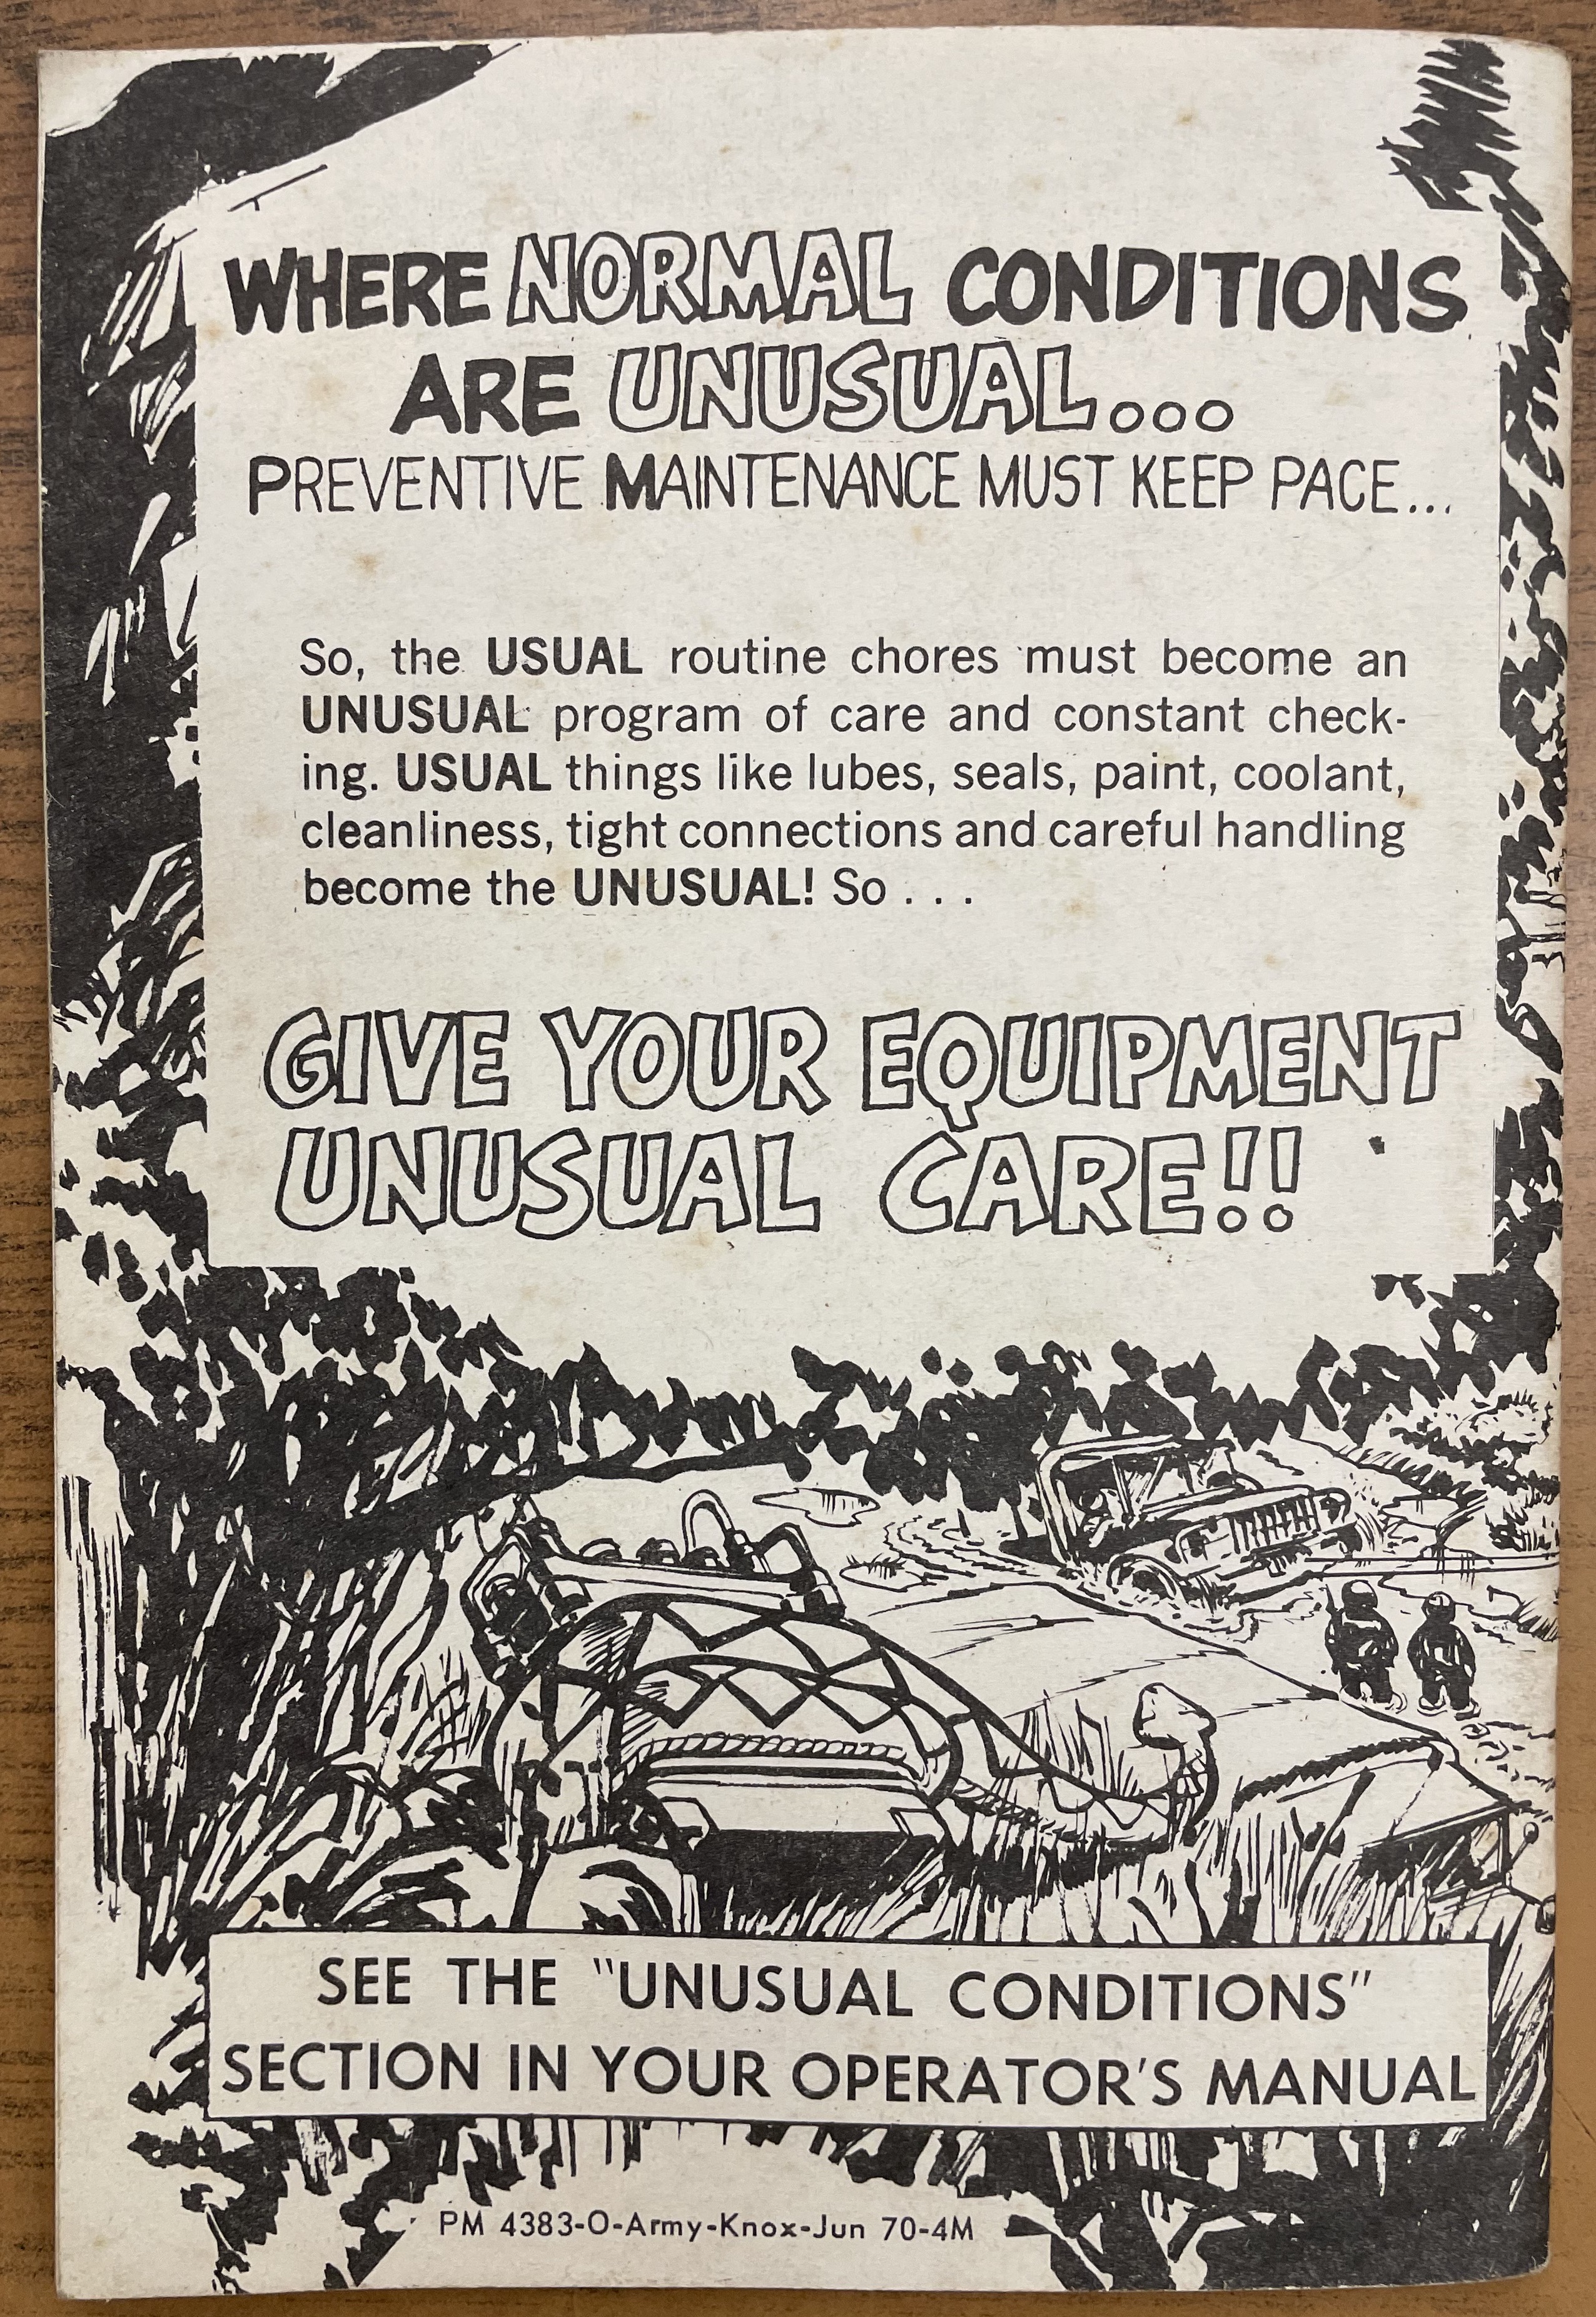 WHERE NORMAL CONDITIONS
ARE UNUSUAL...
PREVENTIVE MAINTENANCE MUST KEEP PACE...
So, the USUAL routine chores must become an
UNUSUAL program of care and constant check-
ing. USUAL things like lubes, seals, paint, coolant,
cleanliness, tight connections and careful handling
become the UNUSUAL! So . . .
GIVE YOUR EQUIPMENT
UNUSUAL CARE!!
SEE THE "UNUSUAL CONDITIONS"
SECTION IN YOUR OPERATOR'S MANUAL
PM 4383-O-Army-Knox-Jun 70-4M